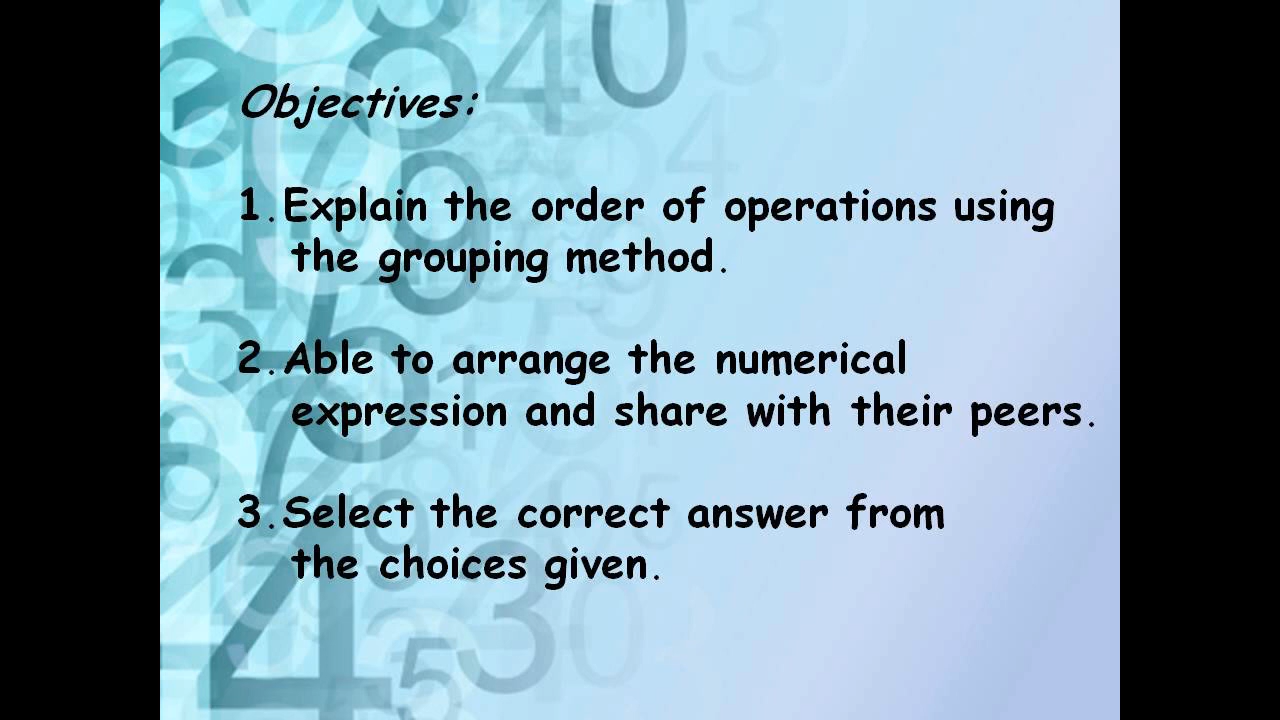 Objectives:
1.Explain the order of operations using
the grouping method.
2.Able to arrange the numerical
expression and share with their peers.
3.Select the correct answer from
the choices given.